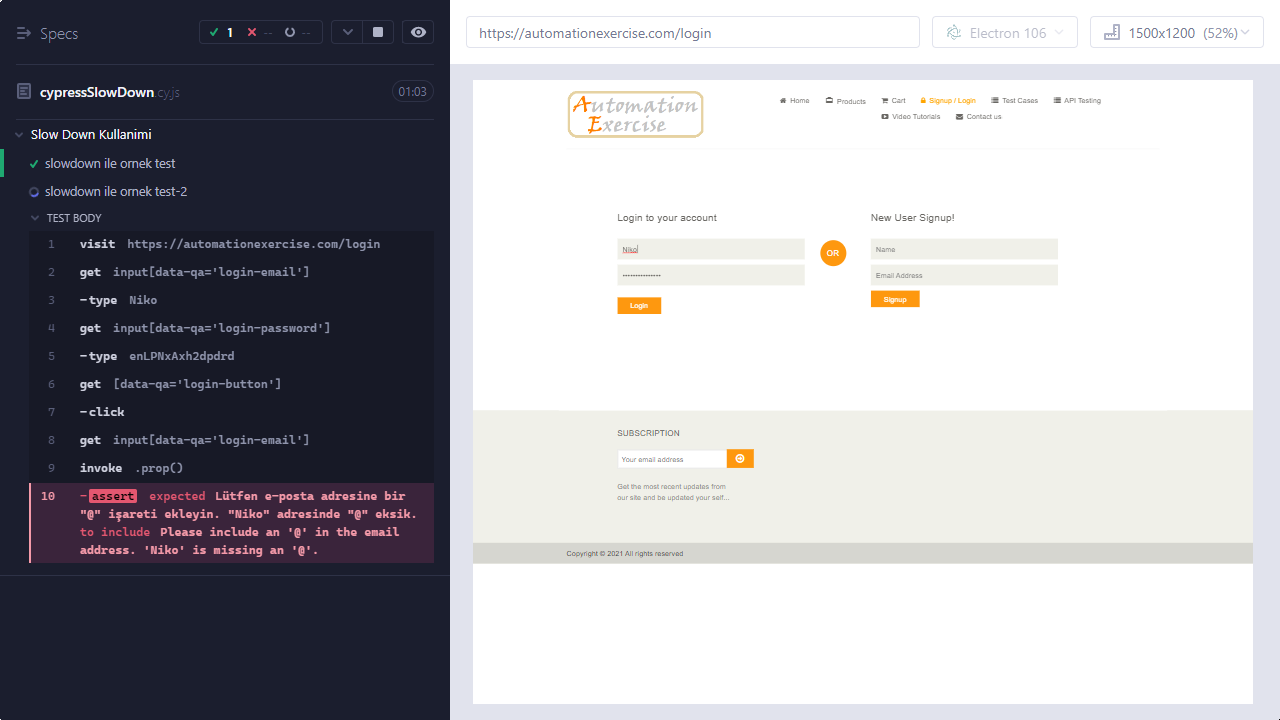 Specs
1
--
--
cypressSlowDown.cy.js
01:03
Slow Down Kullanimi
slowdown ile ornek test
slowdown ile ornek test-2
TEST BODY
1 visit https://automationexercise.com/login
2 get input[data-qa='login-email']
3 -type Niko
4 get input[data-qa='login-password']
5 -type enLPNxAxh2dpdrd
6 get [data-qa='login-button']
7 -click
8 get input[data-qa='login-email']
9 invoke .prop()
10 -assert expected Lütfen e-posta adresine bir
"@" işareti ekleyin. "Niko" adresinde "@" eksik.
to include Please include an '@' in the email
address. 'Niko' is missing an '@'.
https://automationexercise.com/login
Electron 106
1500x1200 (52%)
Automation
Exercise
Home Products Cart Signup / Login Test Cases API Testing
Video Tutorials Contact us
Login to your account
Niko
•••••••••••••••
Login
OR
New User Signup!
Name
Email Address
Signup
SUBSCRIPTION
Your email address
Get the most recent updates from
our site and be updated your self...
Copyright © 2021 All rights reserved